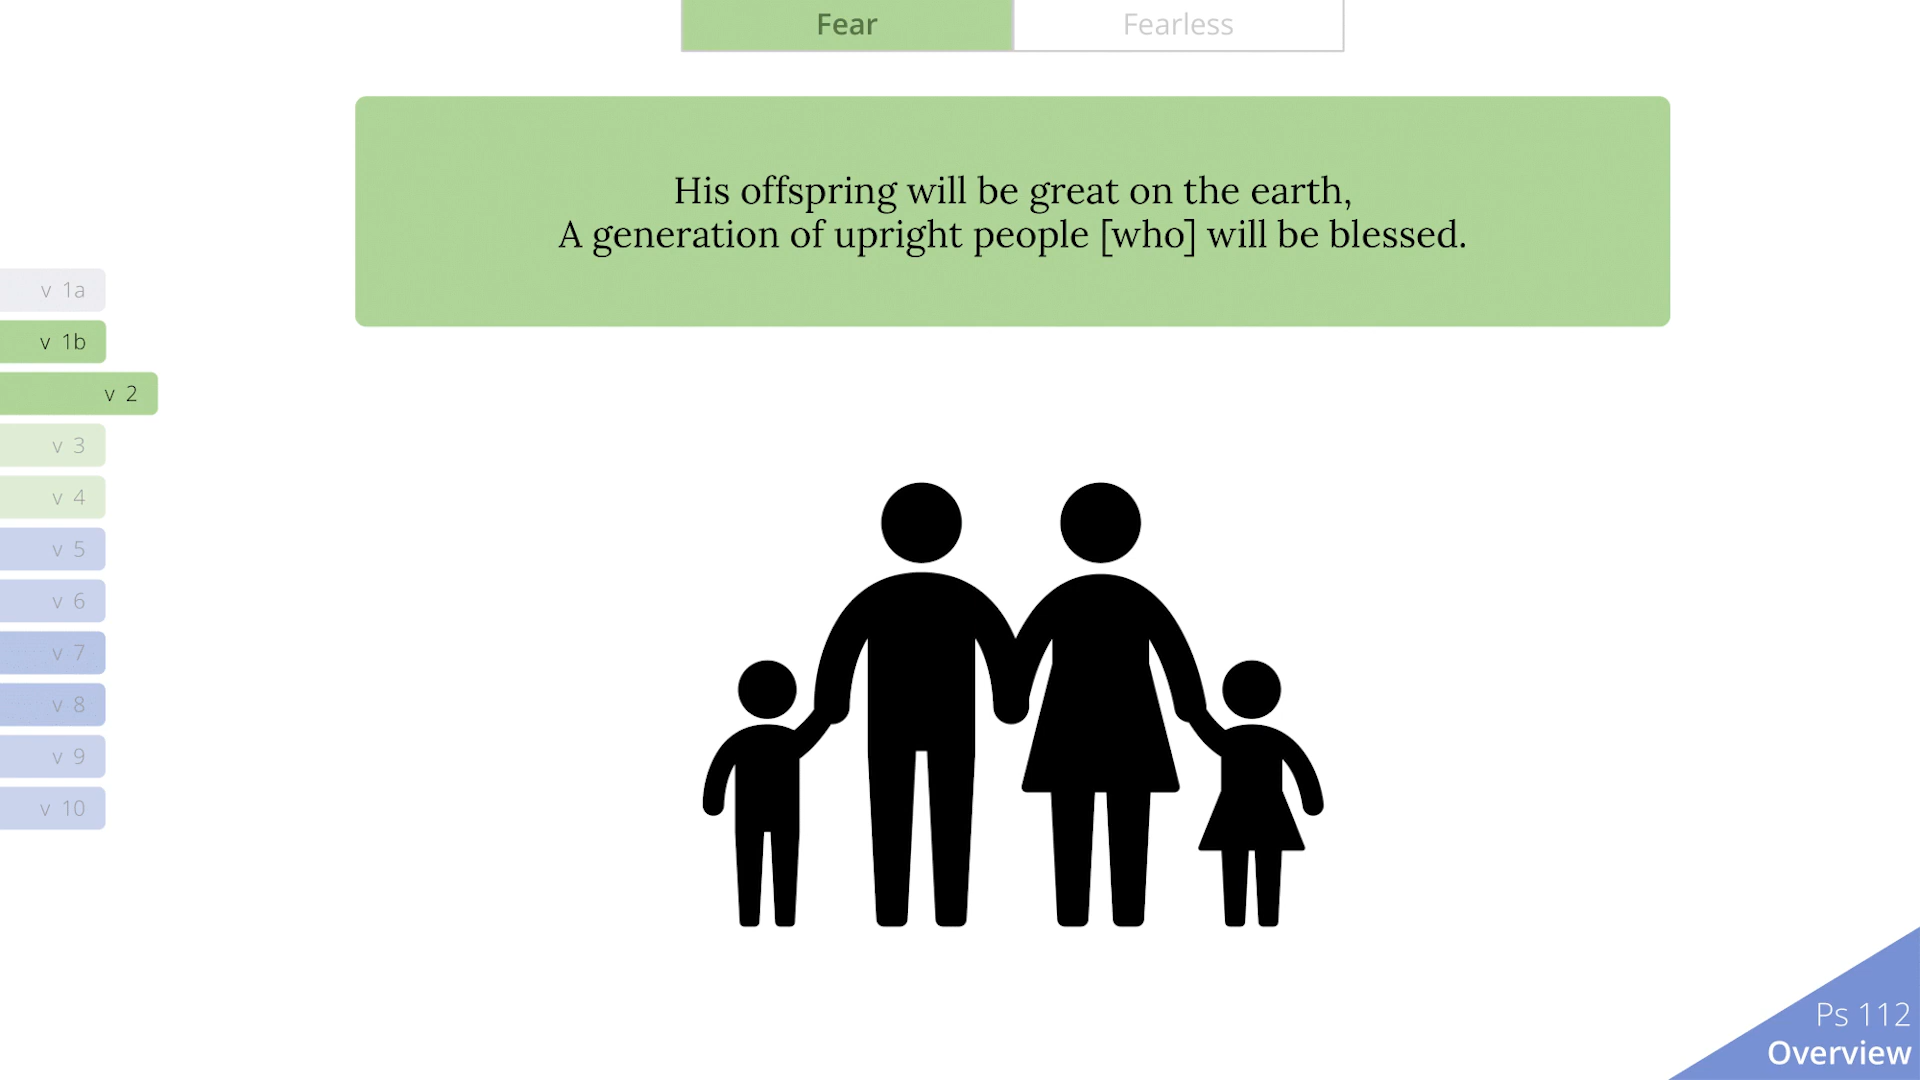 Fear
Fearless
His offspring will be great on the earth,
A generation of upright people [who] will be blessed.
v 1a
v 1b
v 2
v 3
v 4
v 5
v 6
v 7
v 8
v 9
v 10
Ps 112
Overview